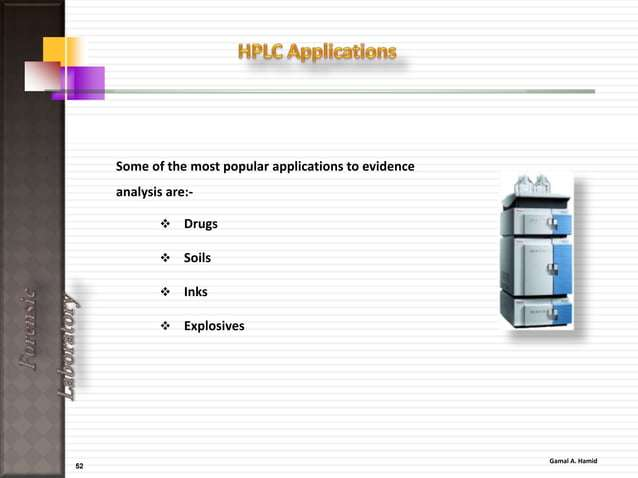 HPLC Applications
Some of the most popular applications to evidence
analysis are:-
❖ Drugs
❖ Soils
❖ Inks
❖ Explosives
Forensic
Laboratory
52
Gamal A. Hamid